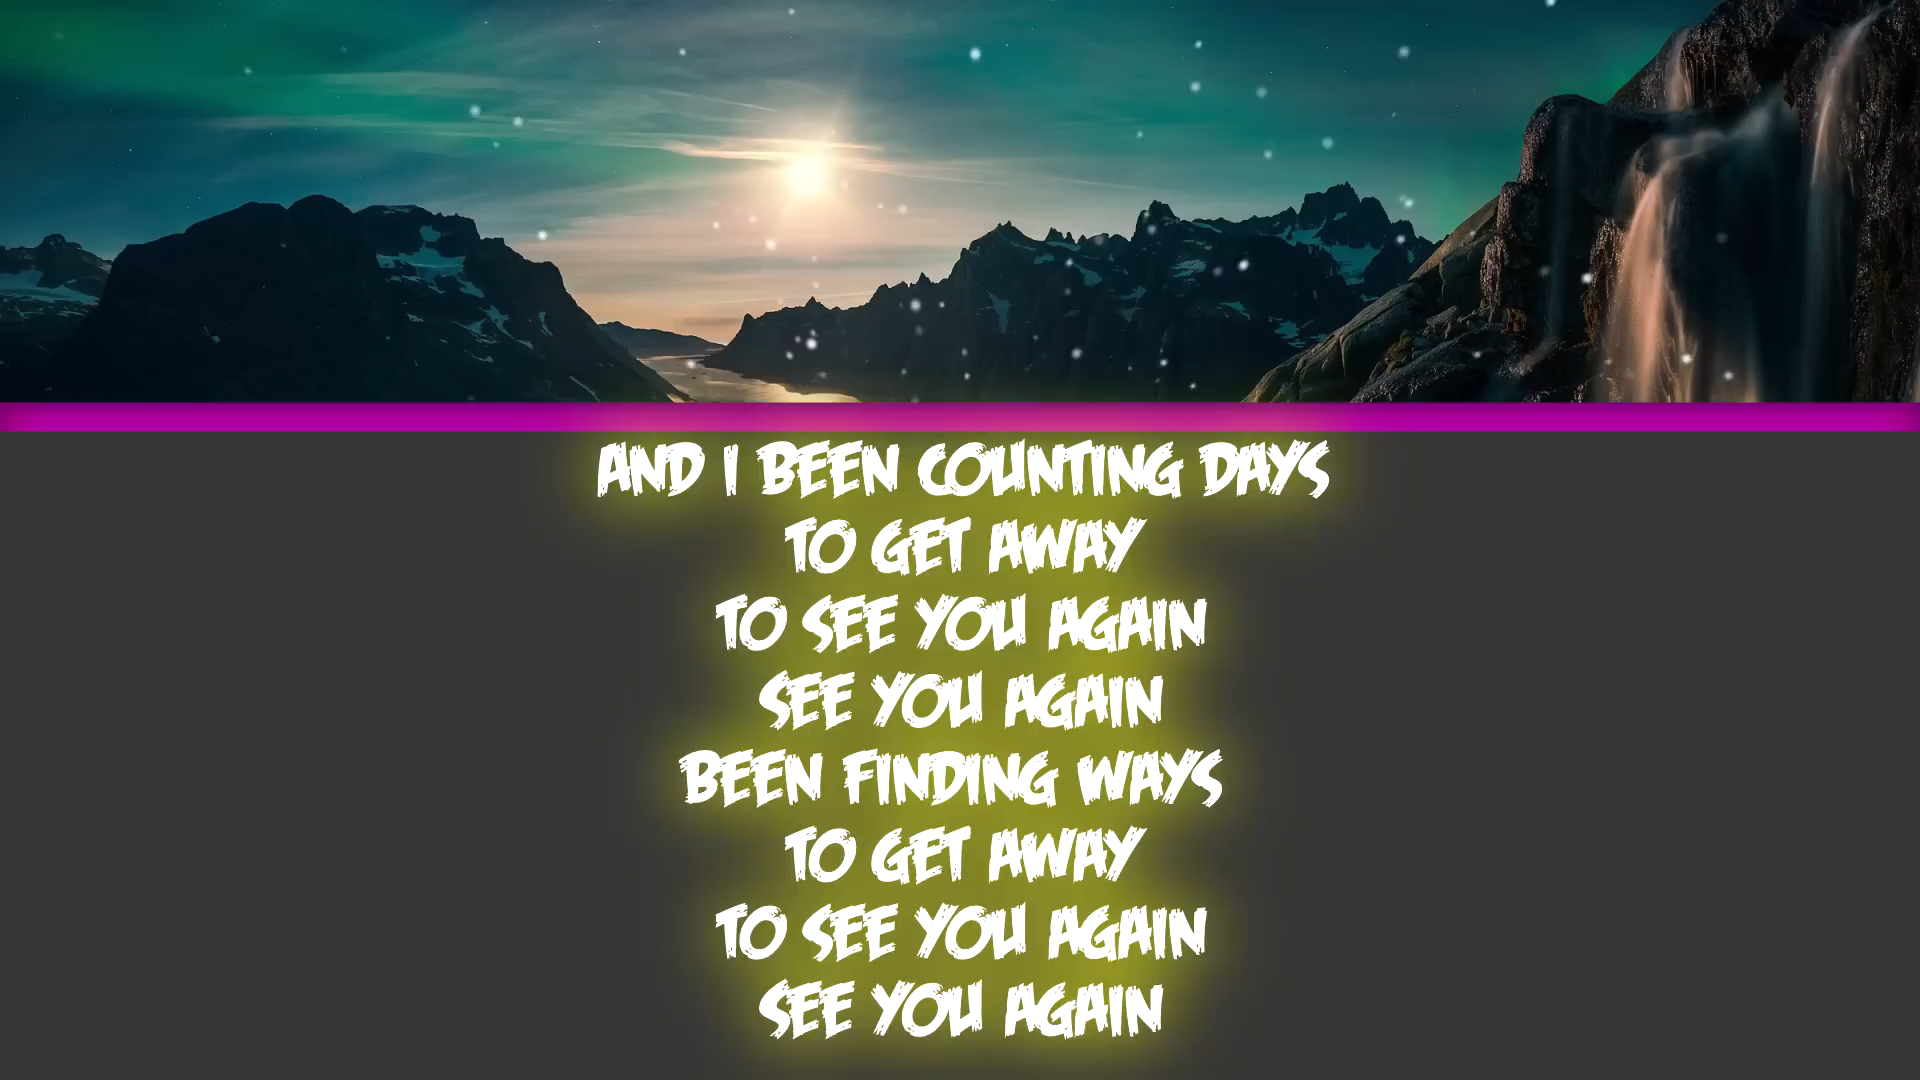 AND I BEEN COUNTING DAYS
TO GET AWAY
TO SEE YOU AGAIN
SEE YOU AGAIN
BEEN FINDING WAYS
TO GET AWAY
TO SEE YOU AGAIN
SEE YOU AGAIN